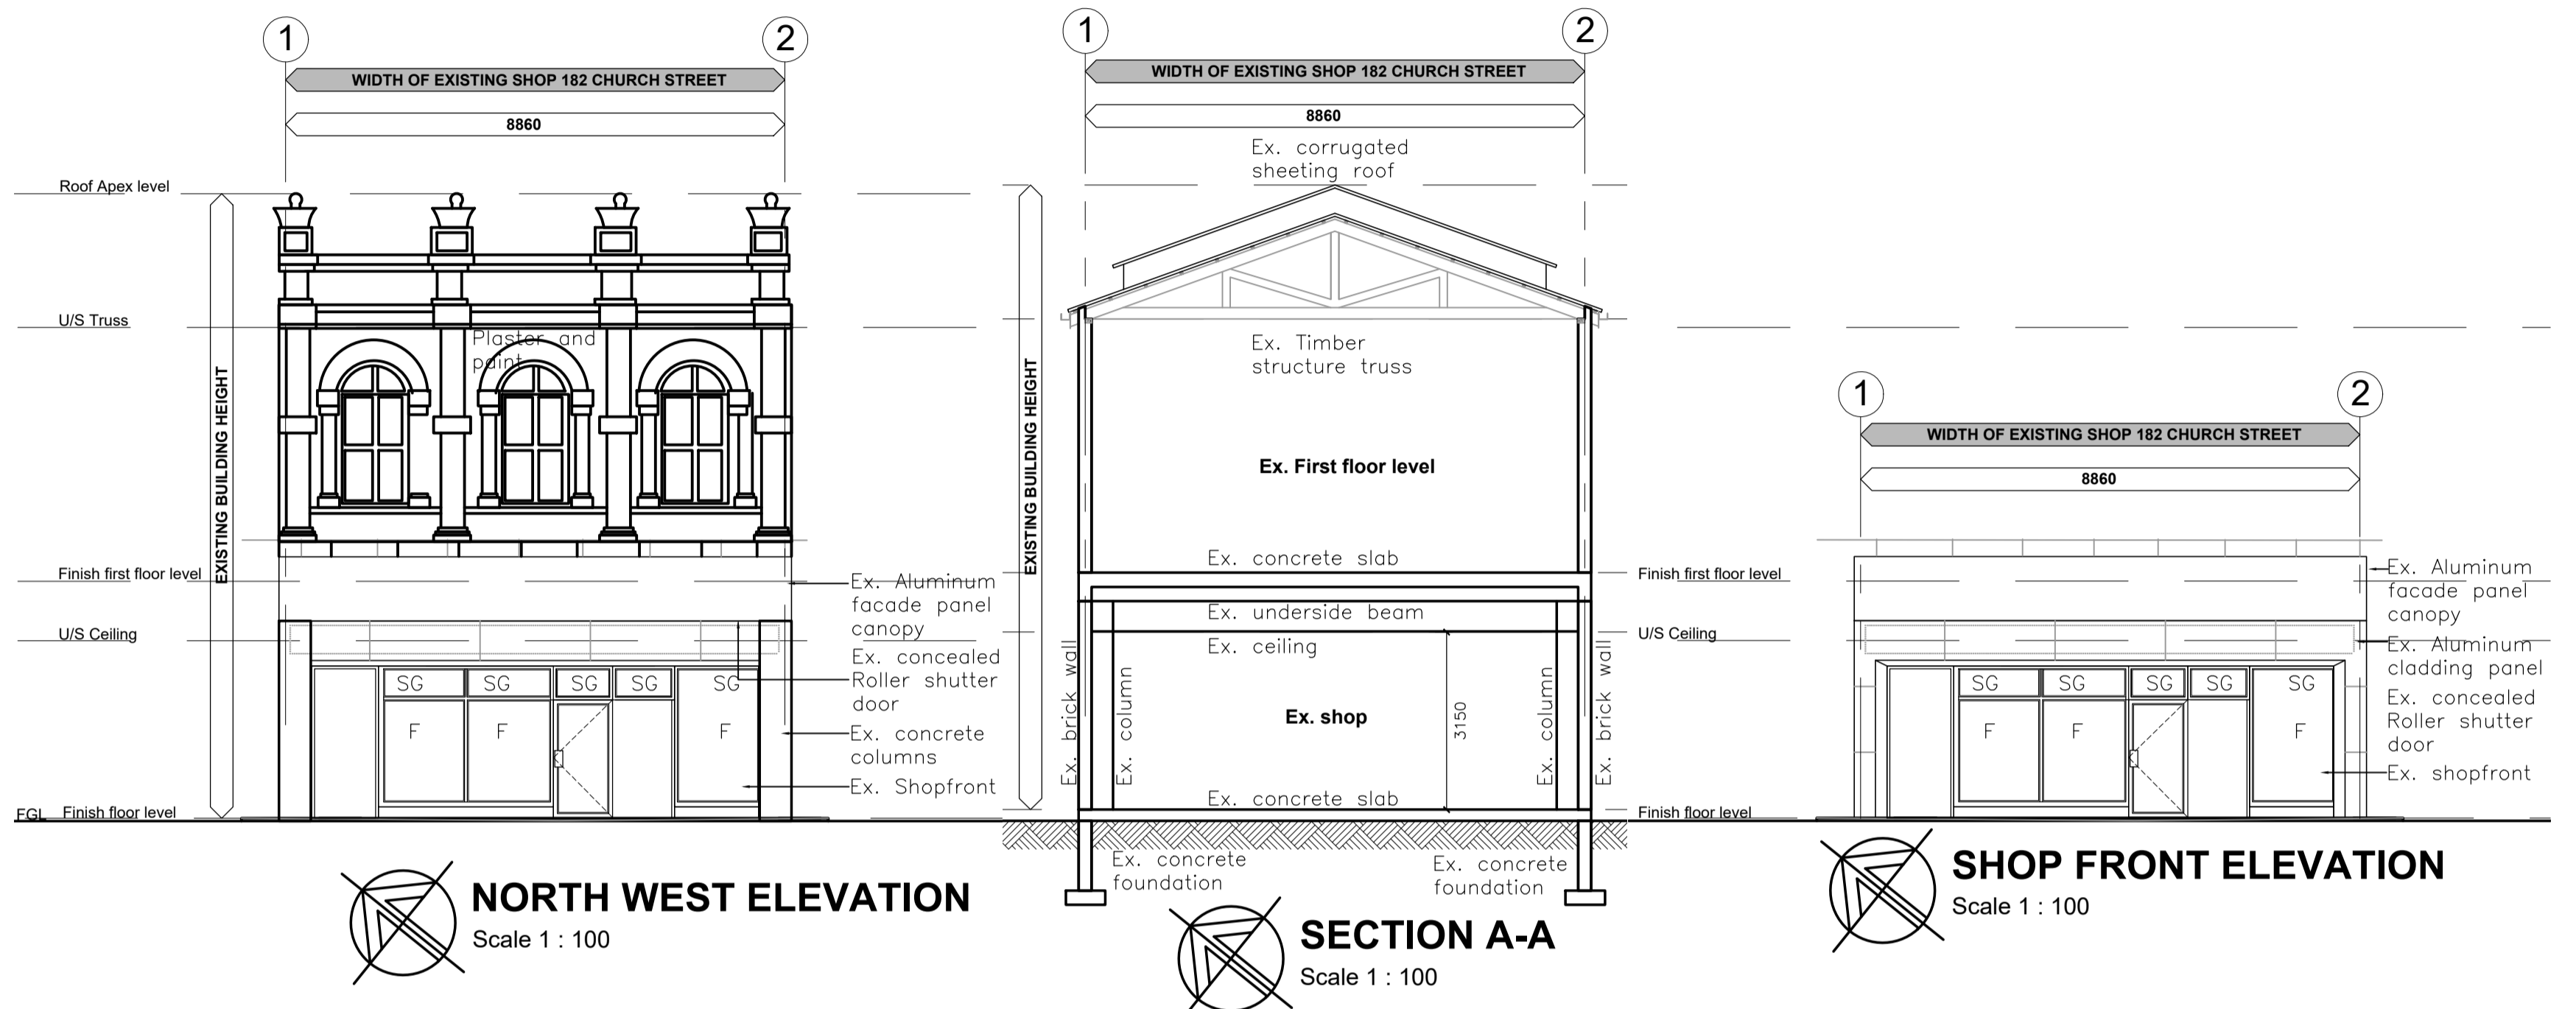 1
2
WIDTH OF EXISTING SHOP 182 CHURCH STREET
8860
Roof Apex level
U/S Truss
Plaster and
paint
EXISTING BUILDING HEIGHT
Finish first floor level
U/S Ceiling
Ex. Aluminum
facade panel
canopy
Ex. concealed
Roller shutter
door
Ex. concrete
columns
Ex. Shopfront
SG SG SG SG SG
F F F
FGL Finish floor level
NORTH WEST ELEVATION
Scale 1 : 100
1
2
WIDTH OF EXISTING SHOP 182 CHURCH STREET
8860
Ex. corrugated
sheeting roof
Ex. Timber
structure truss
EXISTING BUILDING HEIGHT
Ex. First floor level
Ex. concrete slab
Ex. underside beam
Ex. ceiling
Ex. brick wall
Ex. column
Ex. shop
3150
Ex. column
Ex. brick wall
Ex. concrete slab
Ex. concrete
foundation
Ex. concrete
foundation
SECTION A-A
Scale 1 : 100
1
2
WIDTH OF EXISTING SHOP 182 CHURCH STREET
8860
Finish first floor level
U/S Ceiling
Ex. Aluminum
facade panel
canopy
Ex. Aluminum
cladding panel
Ex. concealed
Roller shutter
door
Ex. shopfront
SG SG SG SG SG
F F F
Finish floor level
SHOP FRONT ELEVATION
Scale 1 : 100